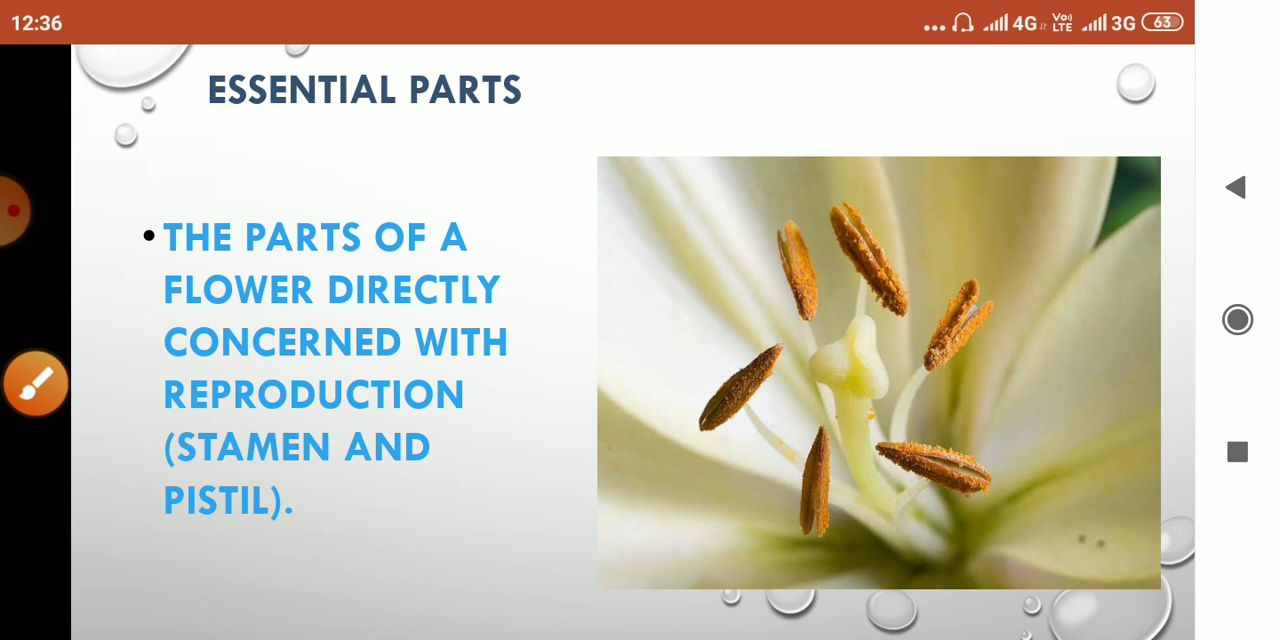 12:36
4G
Vo))
LTE
3G
63
ESSENTIAL PARTS
• THE PARTS OF A
FLOWER DIRECTLY
CONCERNED WITH
REPRODUCTION
(STAMEN AND
PISTIL).